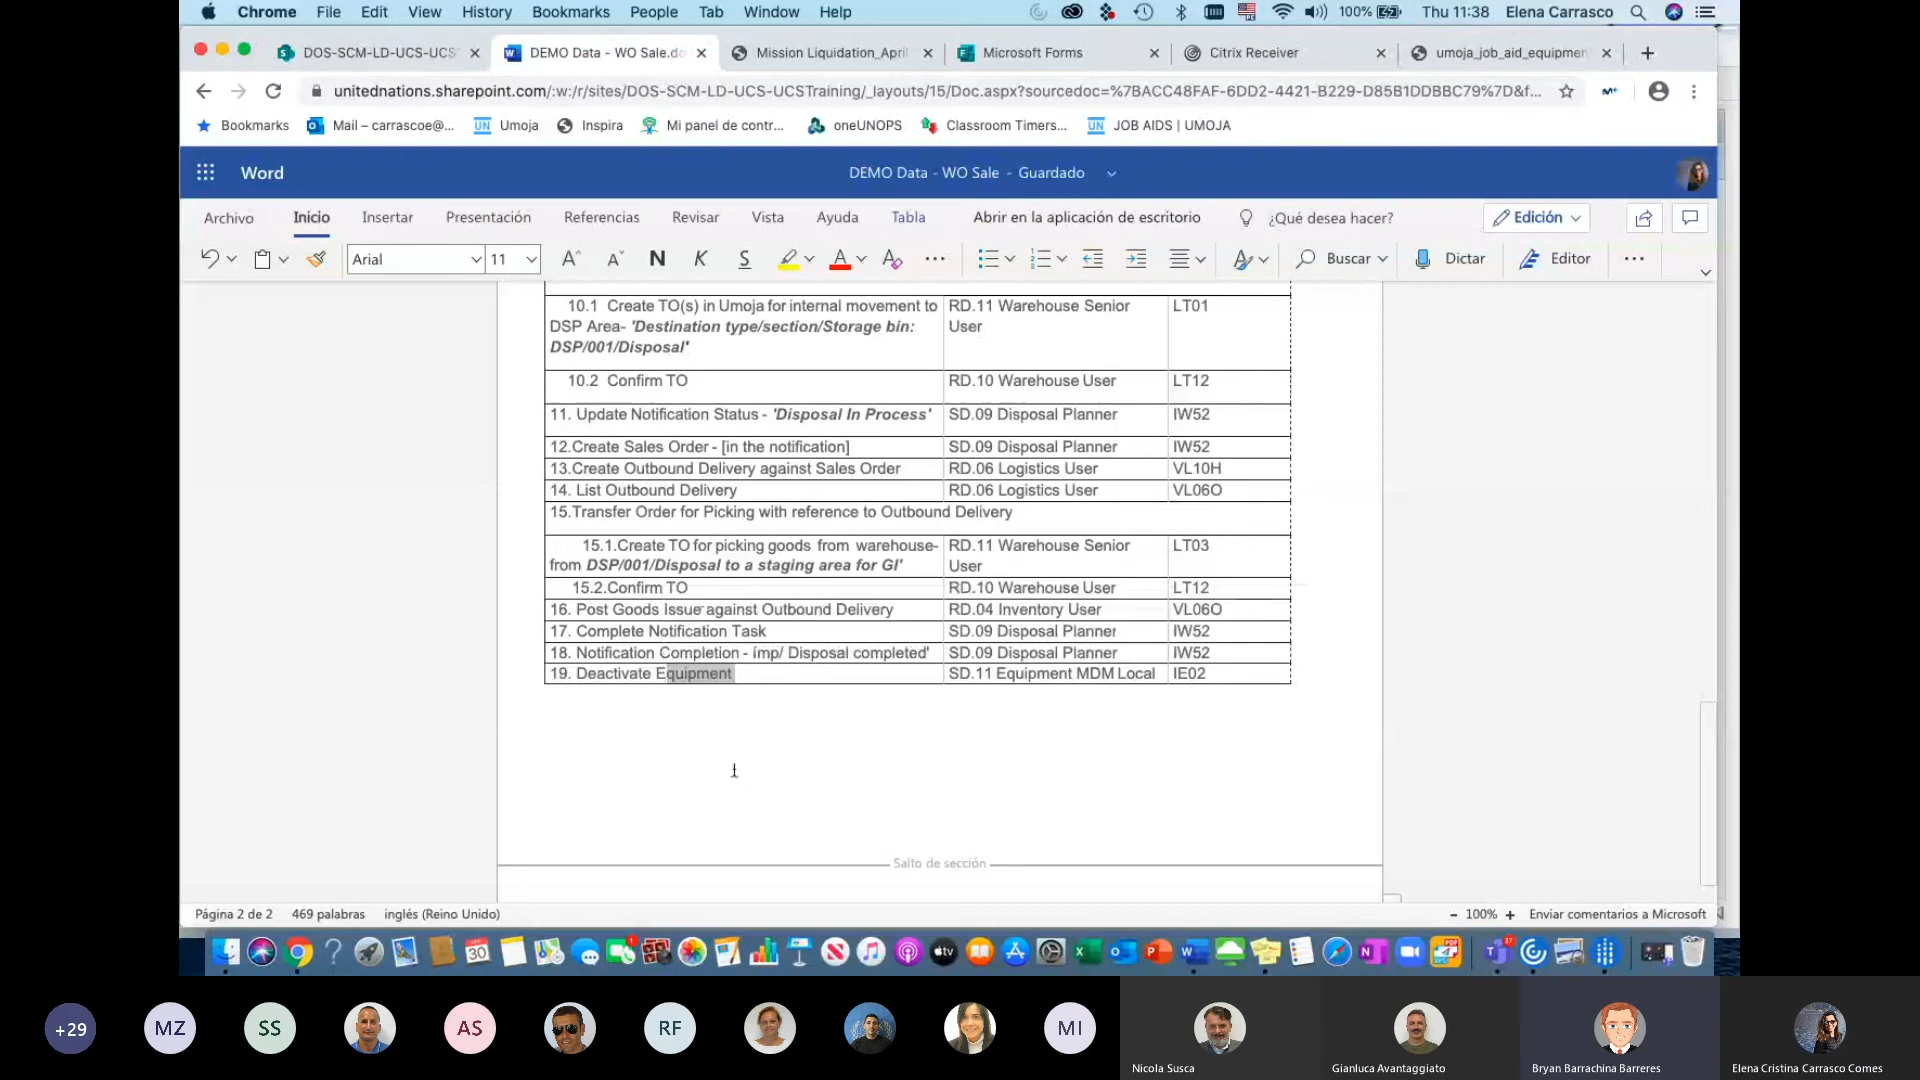 Chrome File Edit View History Bookmarks People Tab Window Help 100% Thu 11:38 Elena Carrasco
DOS-SCM-LD-UCS-UCS DEMO Data - WO Sale.do Mission Liquidation_April Microsoft Forms Citrix Receiver umoja_job_aid_equipmen
unitednations.sharepoint.com/:w:/r/sites/DOS-SCM-LD-UCS-UCSTraining/_layouts/15/Doc.aspx?sourcedoc=%7BACC48FAF-6DD2-4421-B229-D85B1DDBBC79%7D&f...
Bookmarks Mail – carrascoe@... UN Umoja Inspira Mi panel de contr... oneUNOPS Classroom Timers... UN JOB AIDS | UMOJA
Word DEMO Data - WO Sale - Guardado
Archivo Inicio Insertar Presentación Referencias Revisar Vista Ayuda Tabla Abrir en la aplicación de escritorio ¿Qué desea hacer? Edición
Arial 11 N K S Buscar Dictar Editor
10.1 Create TO(s) in Umoja for internal movement to DSP Area- 'Destination type/section/Storage bin: DSP/001/Disposal' RD.11 Warehouse Senior User LT01
10.2 Confirm TO RD.10 Warehouse User LT12
11. Update Notification Status - 'Disposal In Process' SD.09 Disposal Planner IW52
12.Create Sales Order - [in the notification] SD.09 Disposal Planner IW52
13.Create Outbound Delivery against Sales Order RD.06 Logistics User VL10H
14. List Outbound Delivery RD.06 Logistics User VL06O
15.Transfer Order for Picking with reference to Outbound Delivery
15.1.Create TO for picking goods from warehouse- from DSP/001/Disposal to a staging area for GI' RD.11 Warehouse Senior User LT03
15.2.Confirm TO RD.10 Warehouse User LT12
16. Post Goods Issue against Outbound Delivery RD.04 Inventory User VL06O
17. Complete Notification Task SD.09 Disposal Planner IW52
18. Notification Completion - ímp/ Disposal completed' SD.09 Disposal Planner IW52
19. Deactivate Equipment SD.11 Equipment MDM Local IE02
Salto de sección
Página 2 de 2 469 palabras inglés (Reino Unido) - 100% + Enviar comentarios a Microsoft
+29 MZ SS AS RF MI
Nicola Susca Gianluca Avantaggiato Bryan Barrachina Barreres Elena Cristina Carrasco Comes